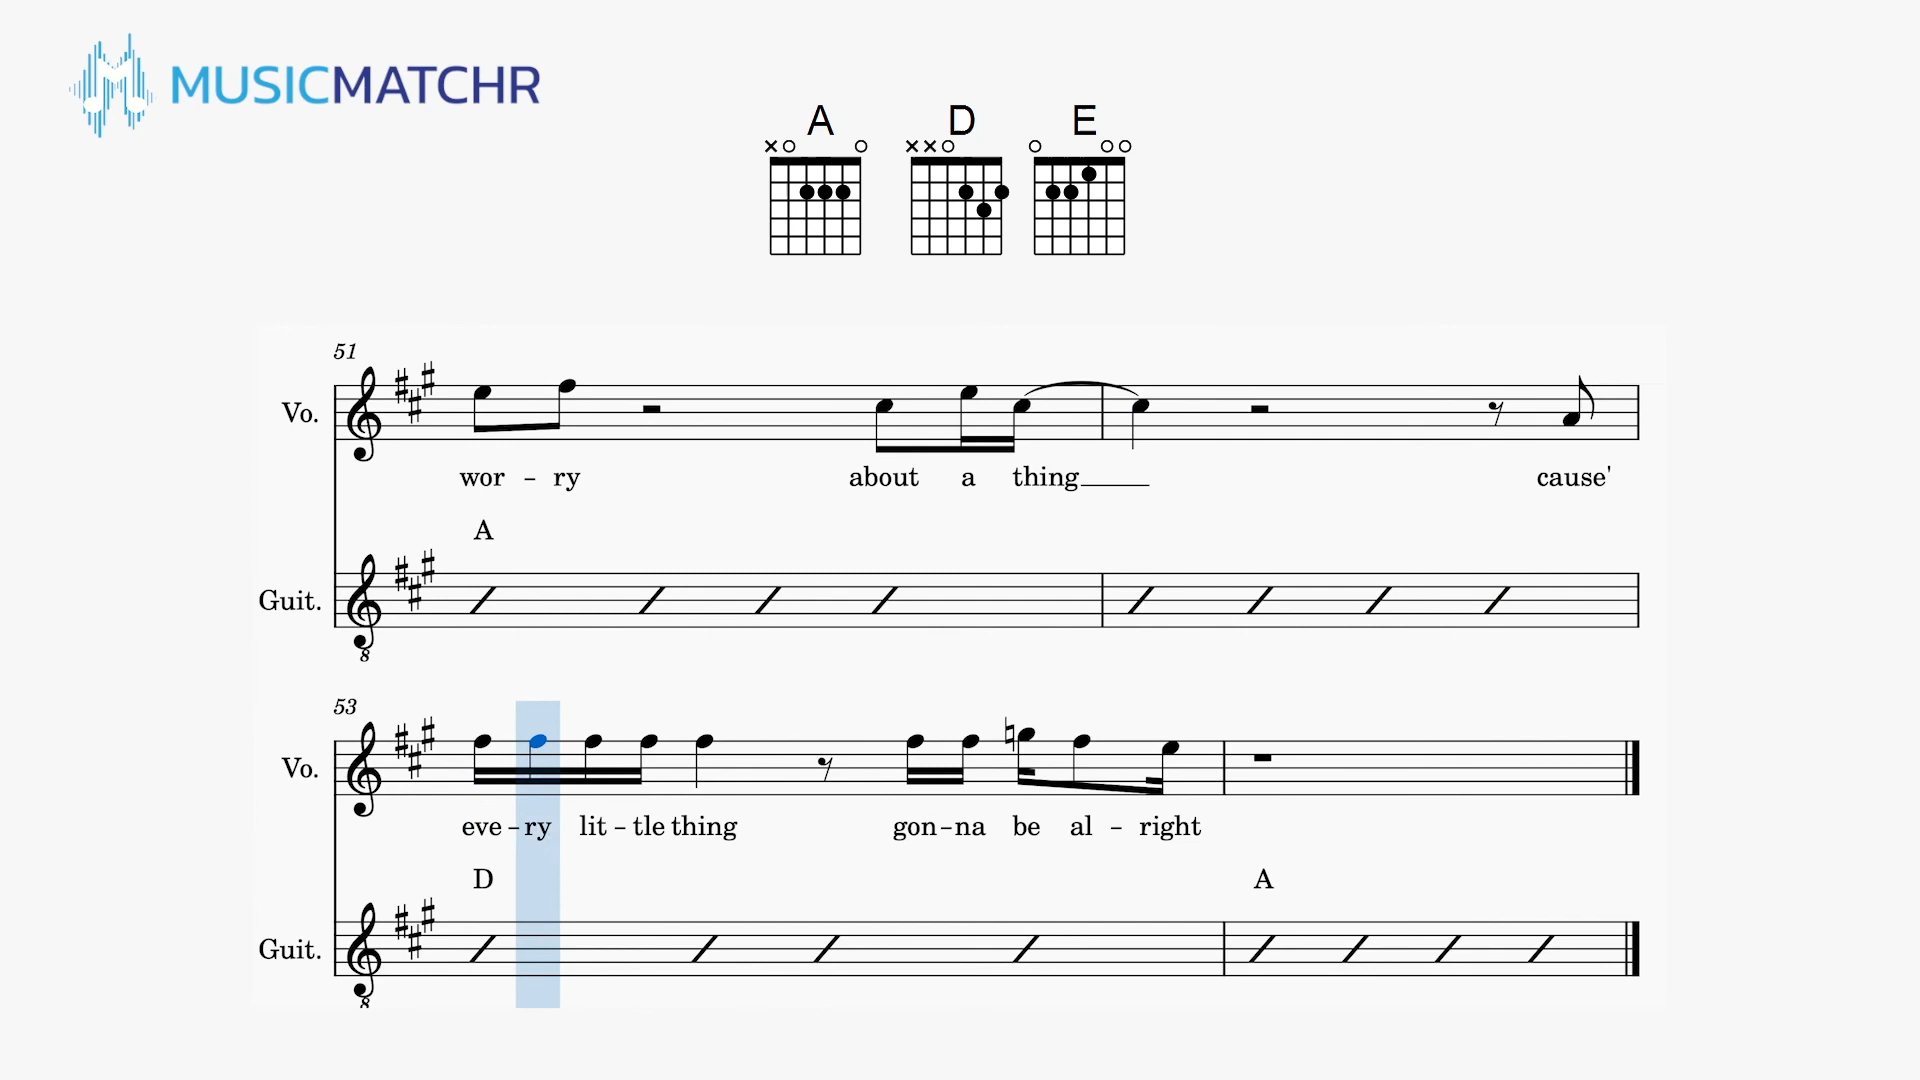 MUSICMATCHR
A D E
51
Vo.
wor - ry about a thing cause'
A
Guit.
8
53
Vo.
eve - ry lit - tle thing gon - na be al - right
D A
Guit.
8